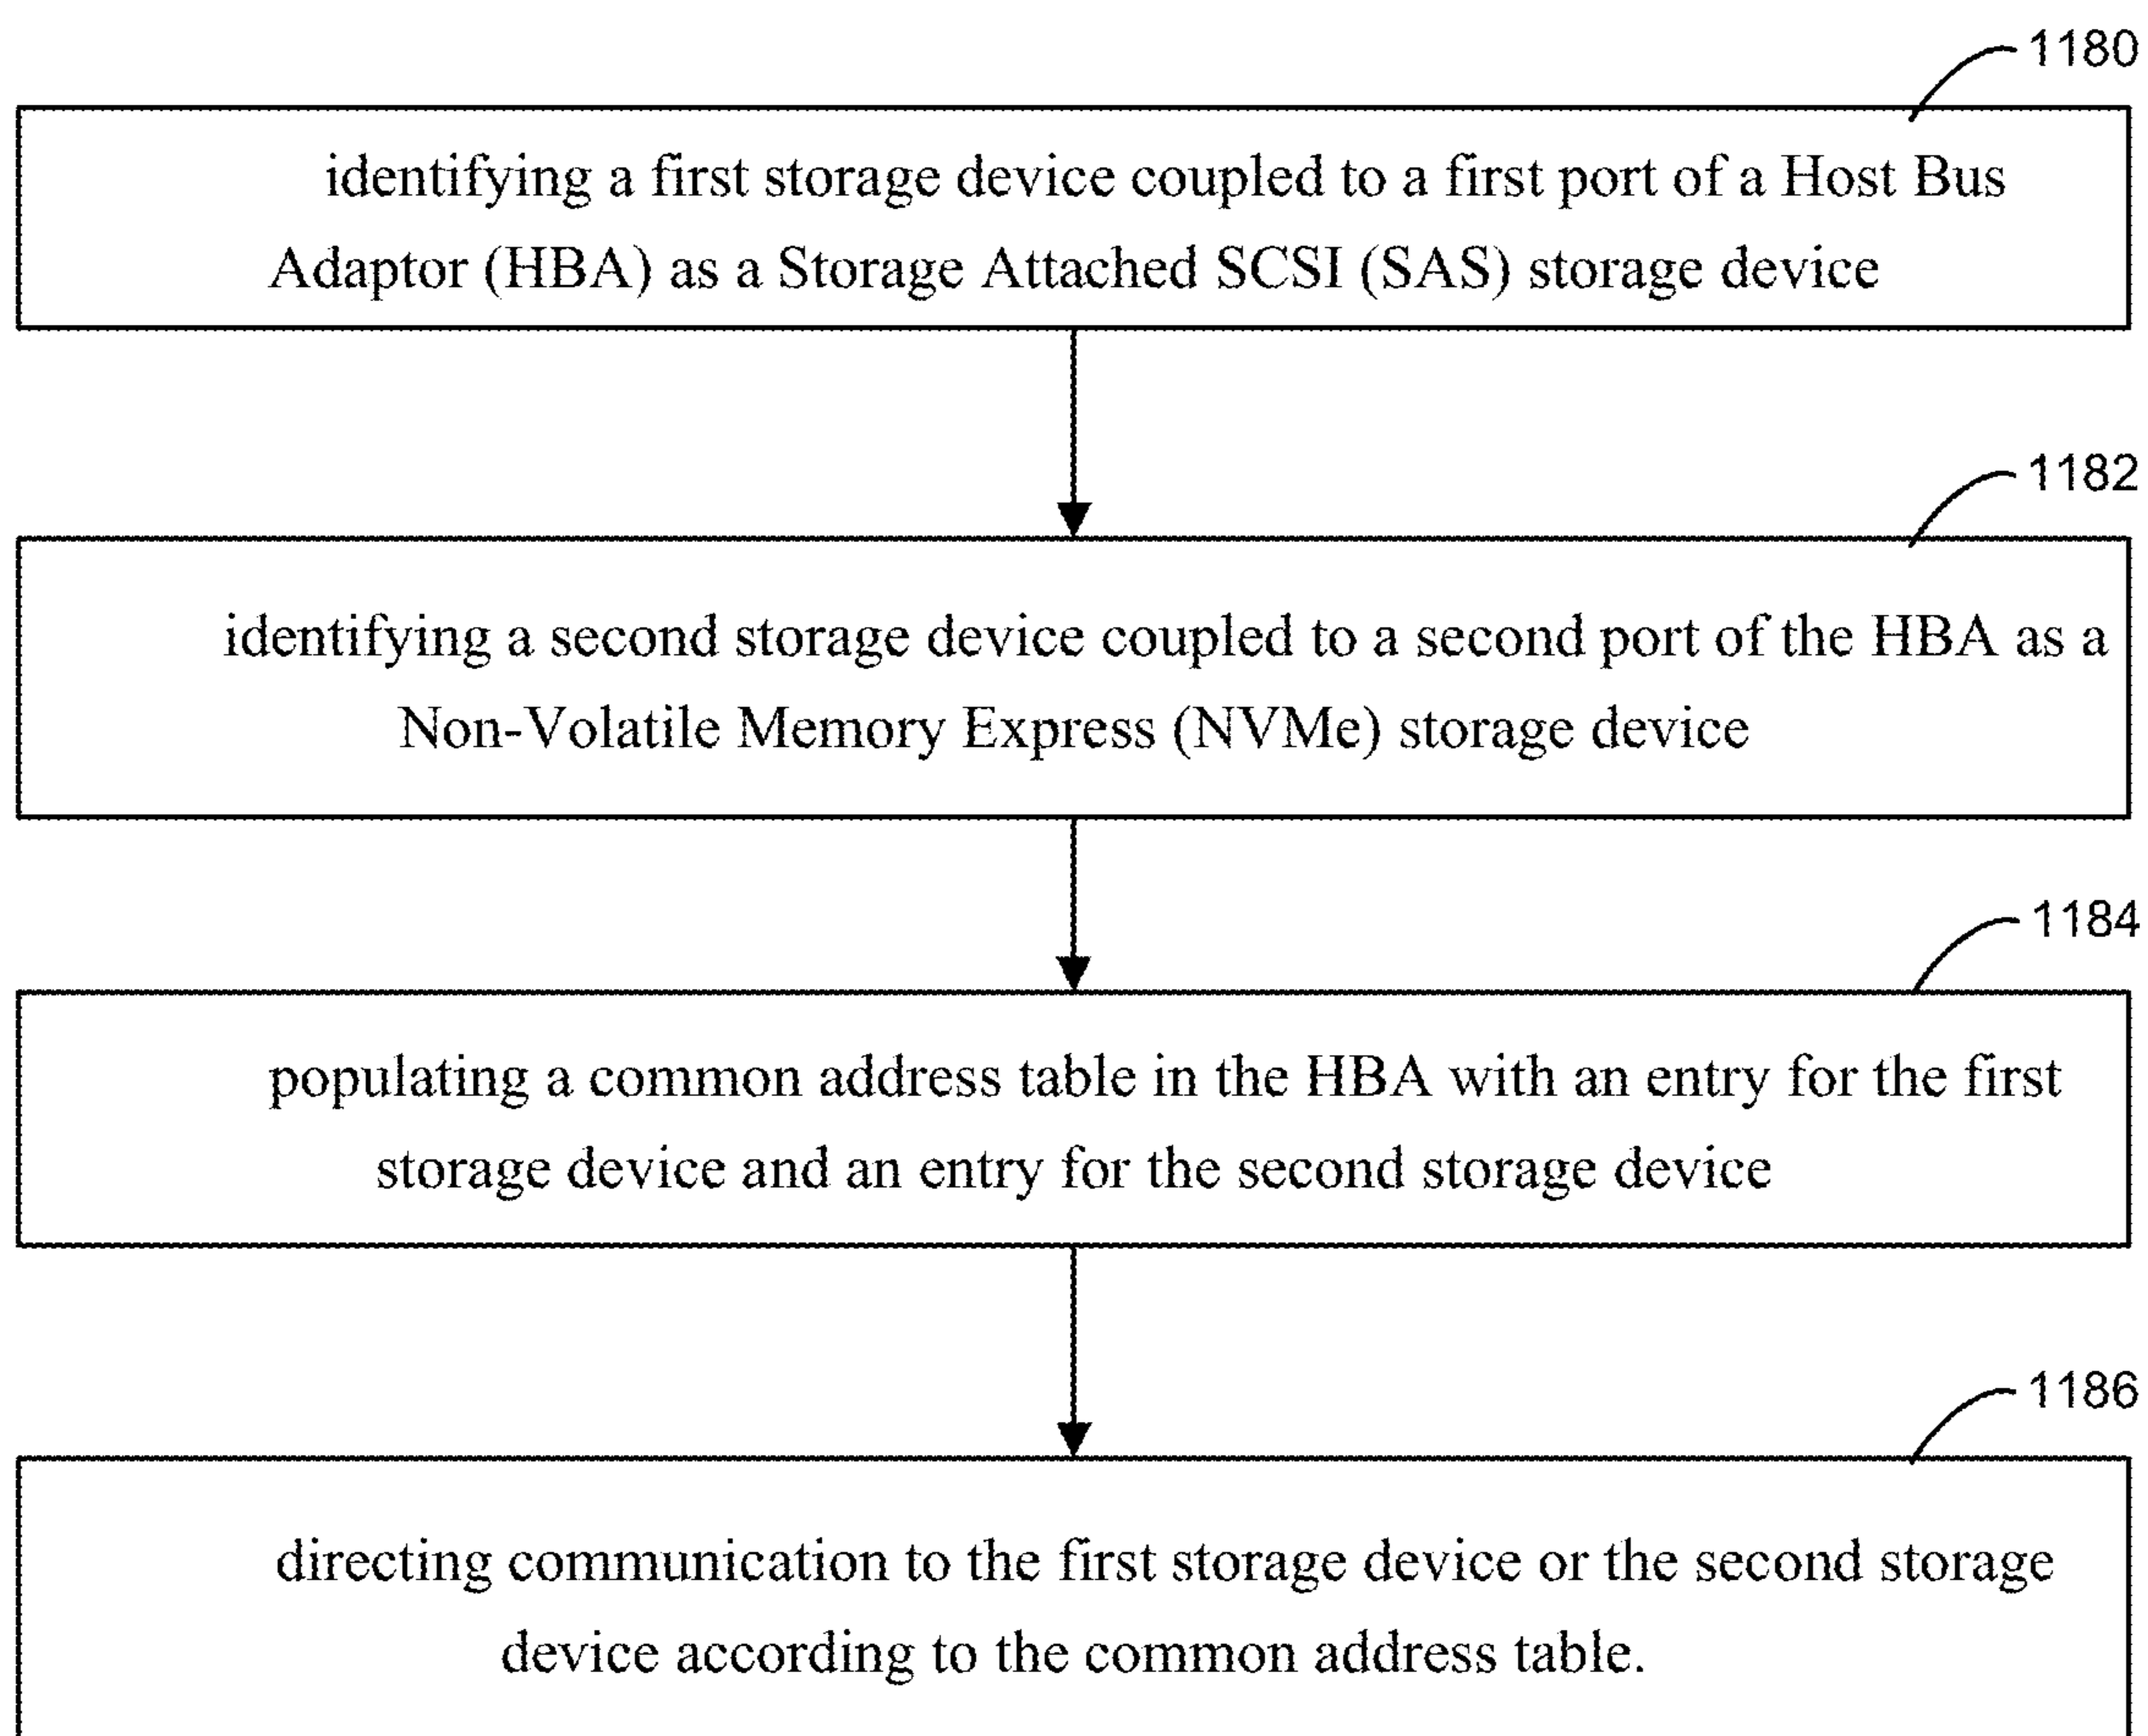 1180
identifying a first storage device coupled to a first port of a Host Bus
Adaptor (HBA) as a Storage Attached SCSI (SAS) storage device
1182
identifying a second storage device coupled to a second port of the HBA as a
Non-Volatile Memory Express (NVMe) storage device
1184
populating a common address table in the HBA with an entry for the first
storage device and an entry for the second storage device
1186
directing communication to the first storage device or the second storage
device according to the common address table.